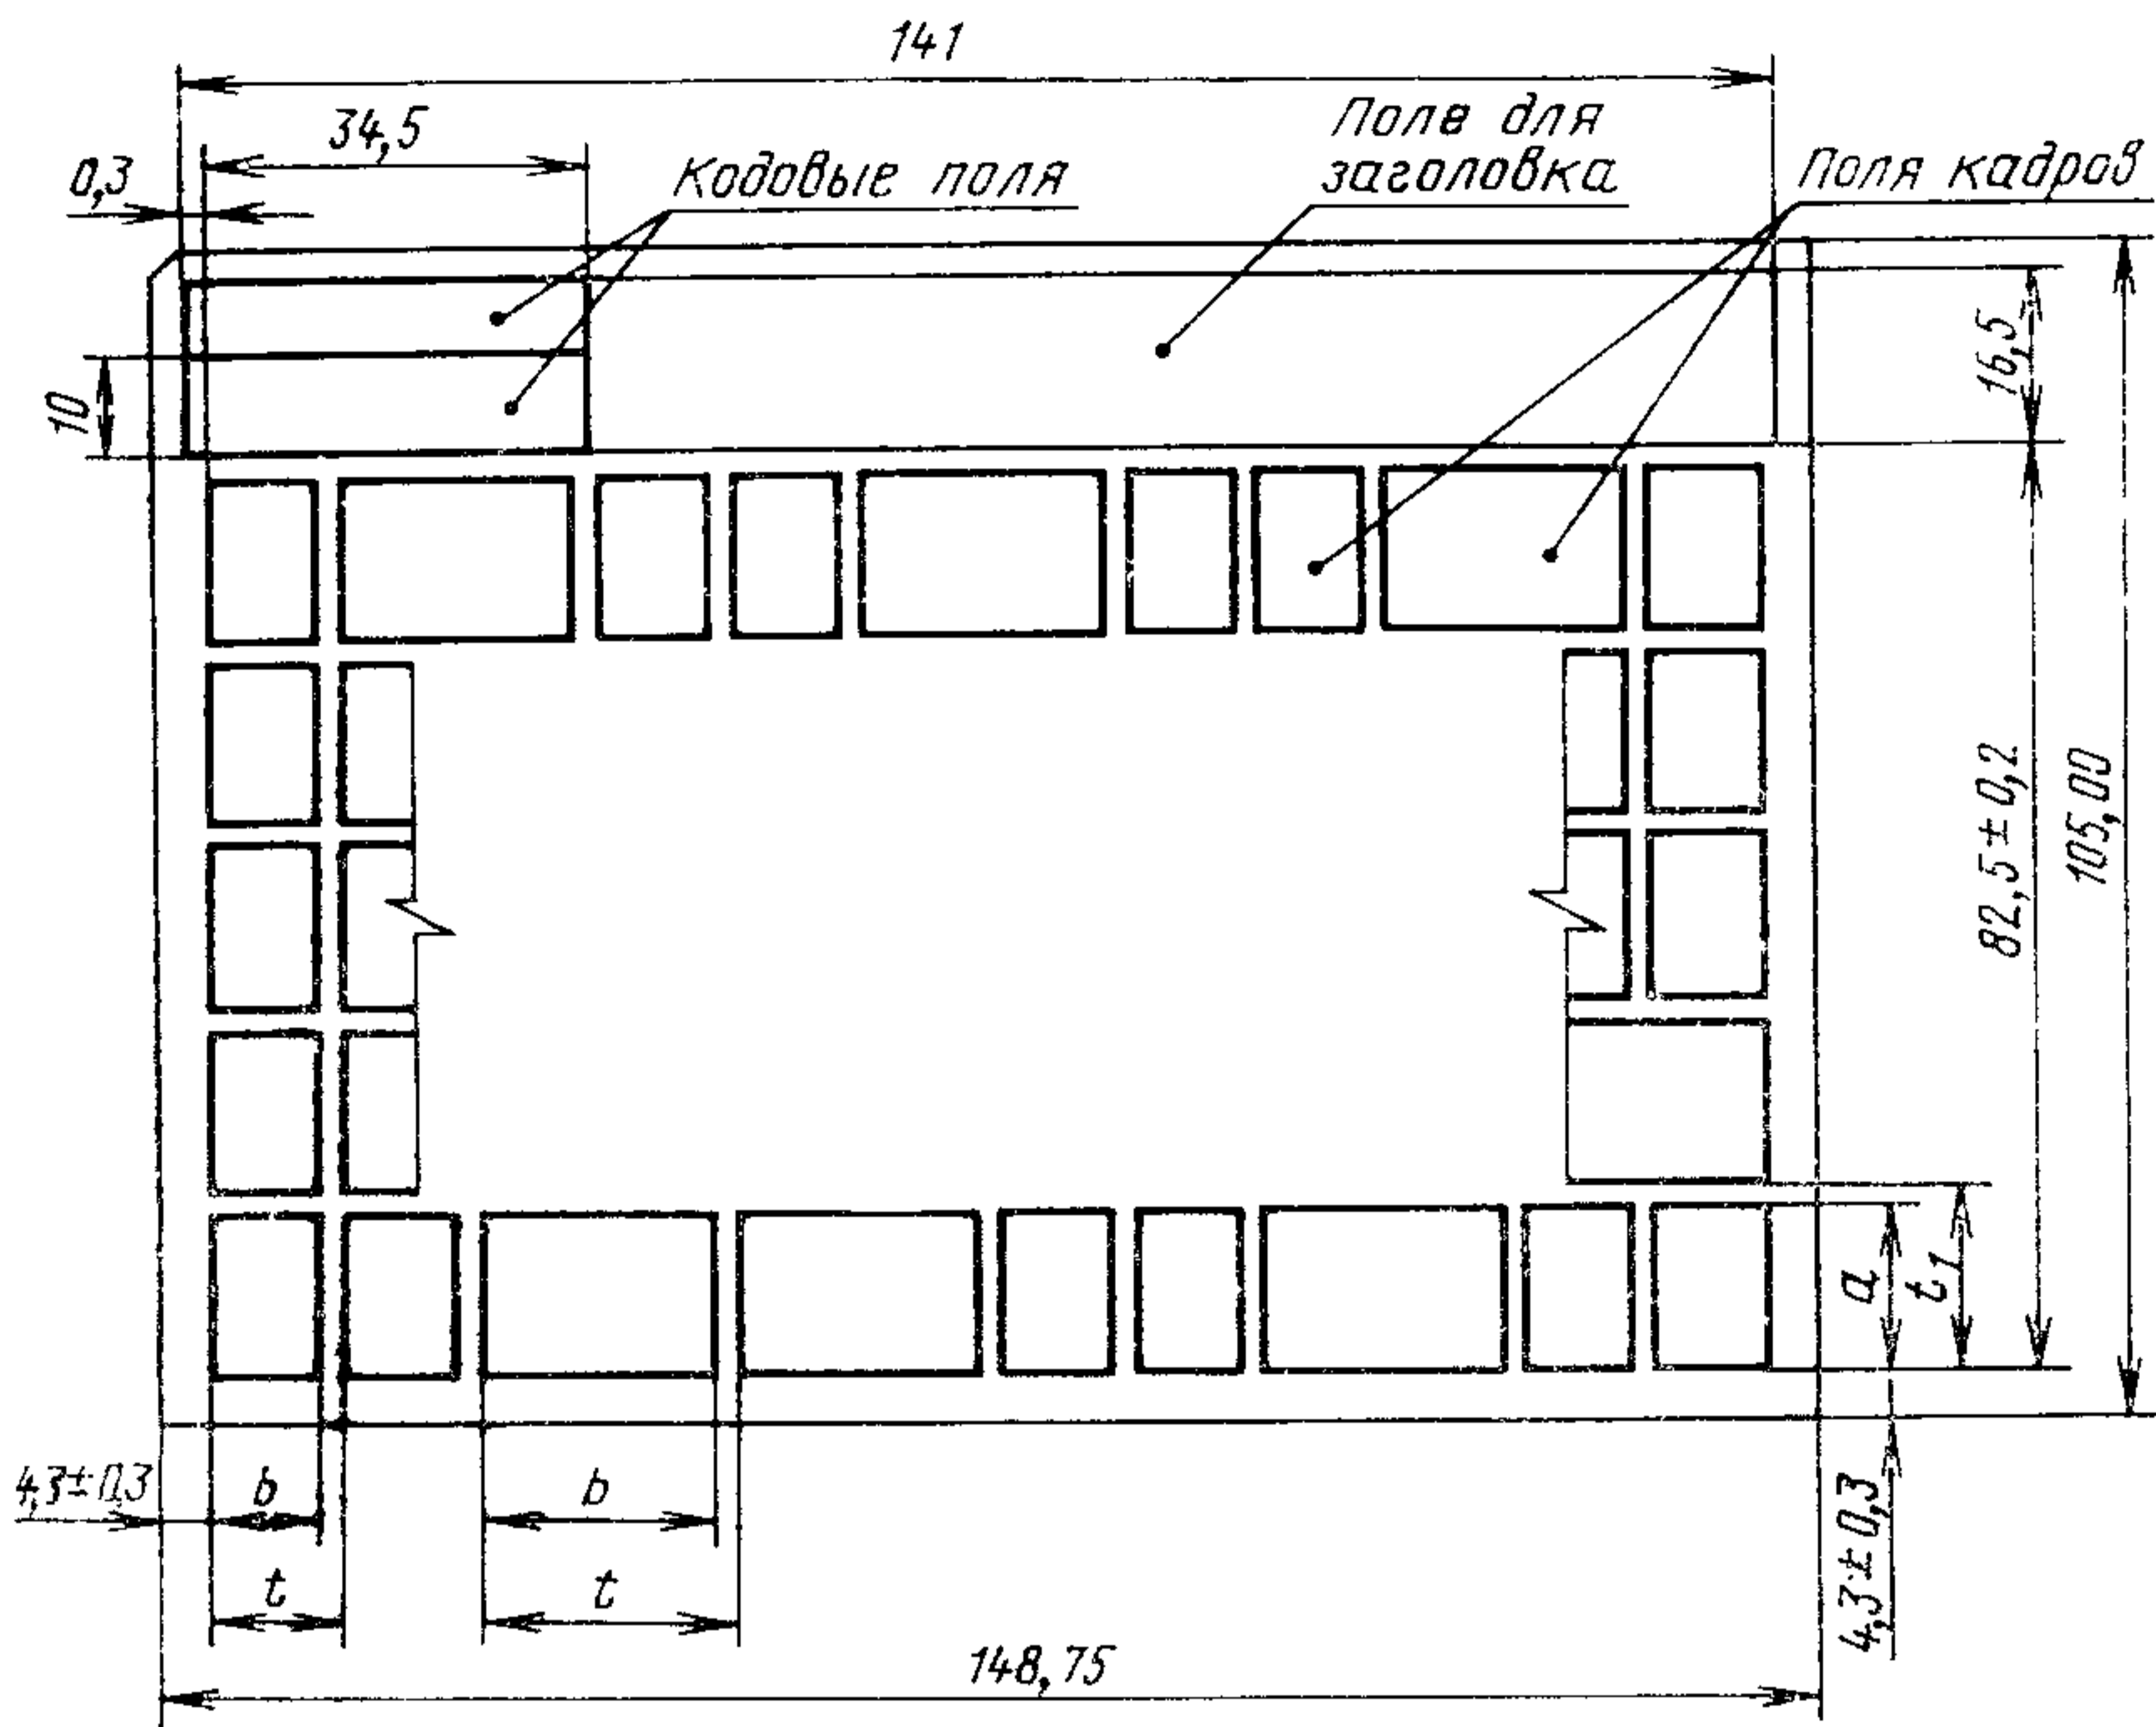 141
34,5
Поле для
заголовка
0,3
Кодовые поля
Поля кадров
16,5
10
82,5±0,2
105,00
a
t1
4,3±0,3
b
b
4,3±0,3
t
t
148,75